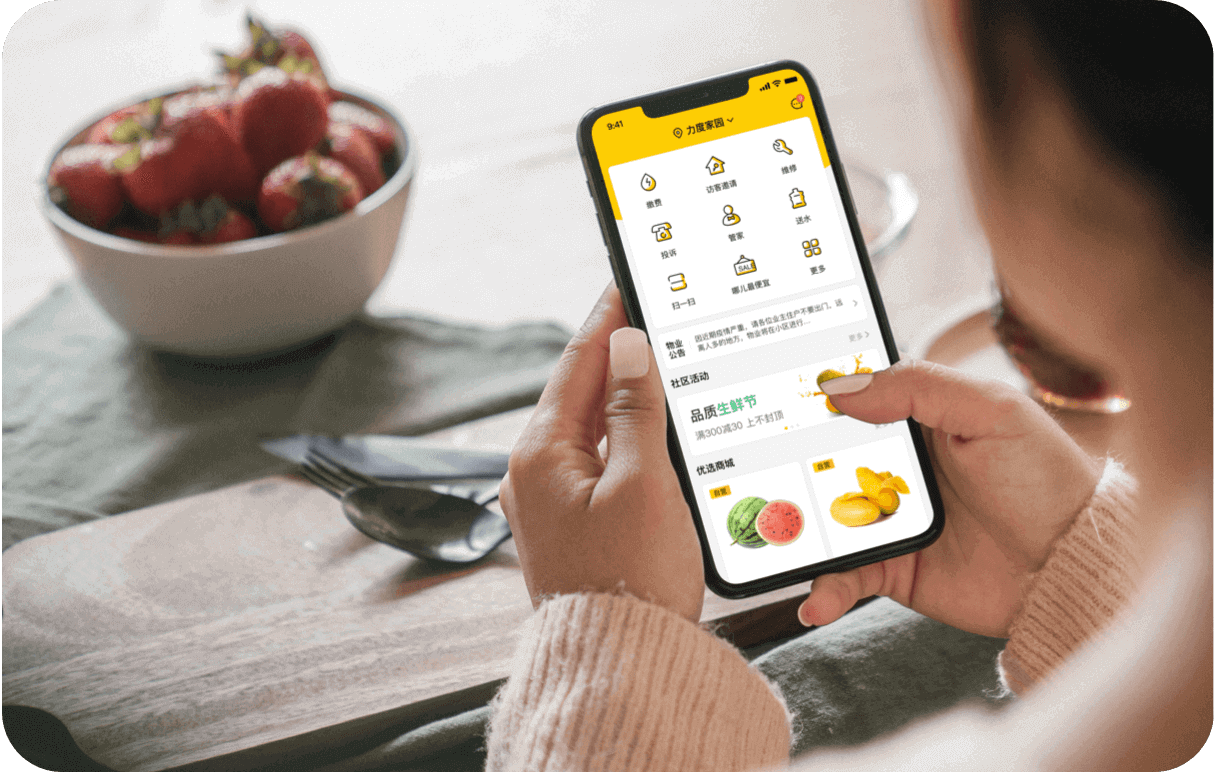 9:41
力度家园
缴费
访客邀请
维修
投诉
管家
送水
扫一扫
SALE
哪儿最便宜
更多
物业
公告
因近期疫情严重,请各位业主住户不要出门、远
离人多的地方,物业将在小区进行...
社区活动
更多
品质生鲜节
满300减30 上不封顶
优选商城
自营
自营